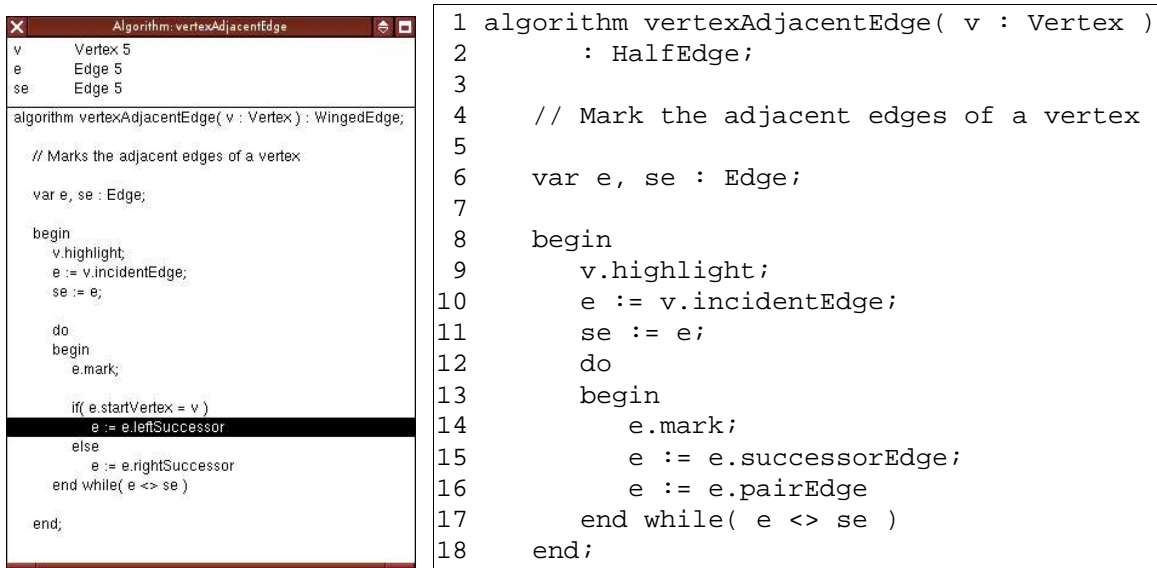 Algorithm: vertexAdjacentEdge
v Vertex 5
e Edge 5
se Edge 5
algorithm vertexAdjacentEdge( v : Vertex ) : WingedEdge;
// Marks the adjacent edges of a vertex
var e, se : Edge;
begin
v.highlight;
e := v.incidentEdge;
se := e;
do
begin
e.mark;
if( e.startVertex = v )
e := e.leftSuccessor
else
e := e.rightSuccessor
end while( e <> se )
end;
1 algorithm vertexAdjacentEdge( v : Vertex )
2 : HalfEdge;
3
4 // Mark the adjacent edges of a vertex
5
6 var e, se : Edge;
7
8 begin
9 v.highlight;
10 e := v.incidentEdge;
11 se := e;
12 do
13 begin
14 e.mark;
15 e := e.successorEdge;
16 e := e.pairEdge
17 end while( e <> se )
18 end;